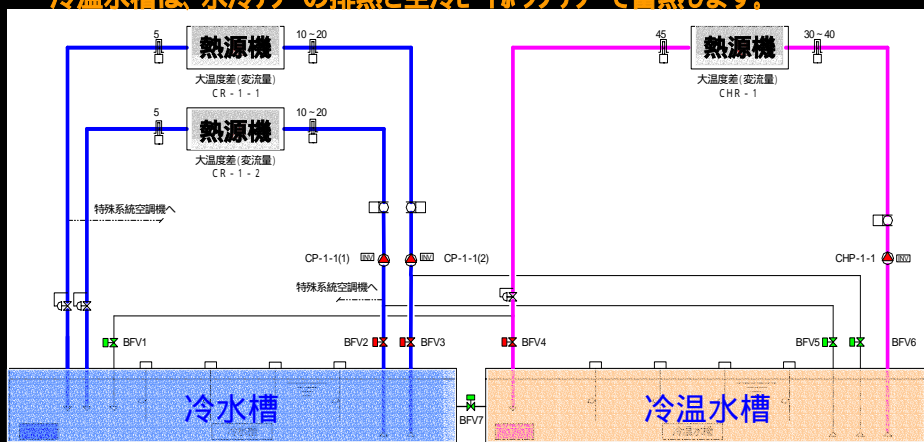 5
熱源機
10~20
大温度差(変流量)
CR-1-1
5
熱源機
10~20
大温度差(変流量)
CR-1-2
45
熱源機
30~40
大温度差(変流量)
CHR-1
特殊系統空調機へ
CP-1-1(1)
INV
INV
CP-1-1(2)
CHP-1-1
INV
特殊系統空調機へ
BFV1
BFV2
BFV3
BFV4
BFV5
BFV6
冷水槽
BFV7
冷温水槽